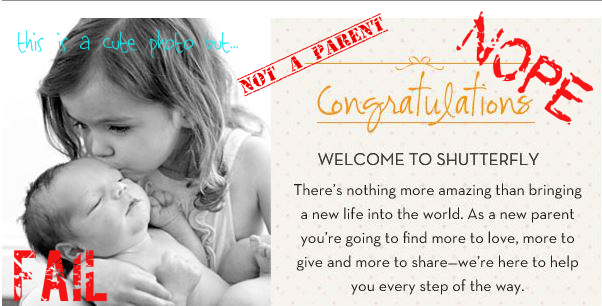 this is a cute photo but...
NOT A PARENT
NOPE
Congratulations
WELCOME TO SHUTTERFLY
There's nothing more amazing than bringing
a new life into the world. As a new parent
you're going to find more to love, more to
give and more to share—we're here to help
you every step of the way.
FAIL